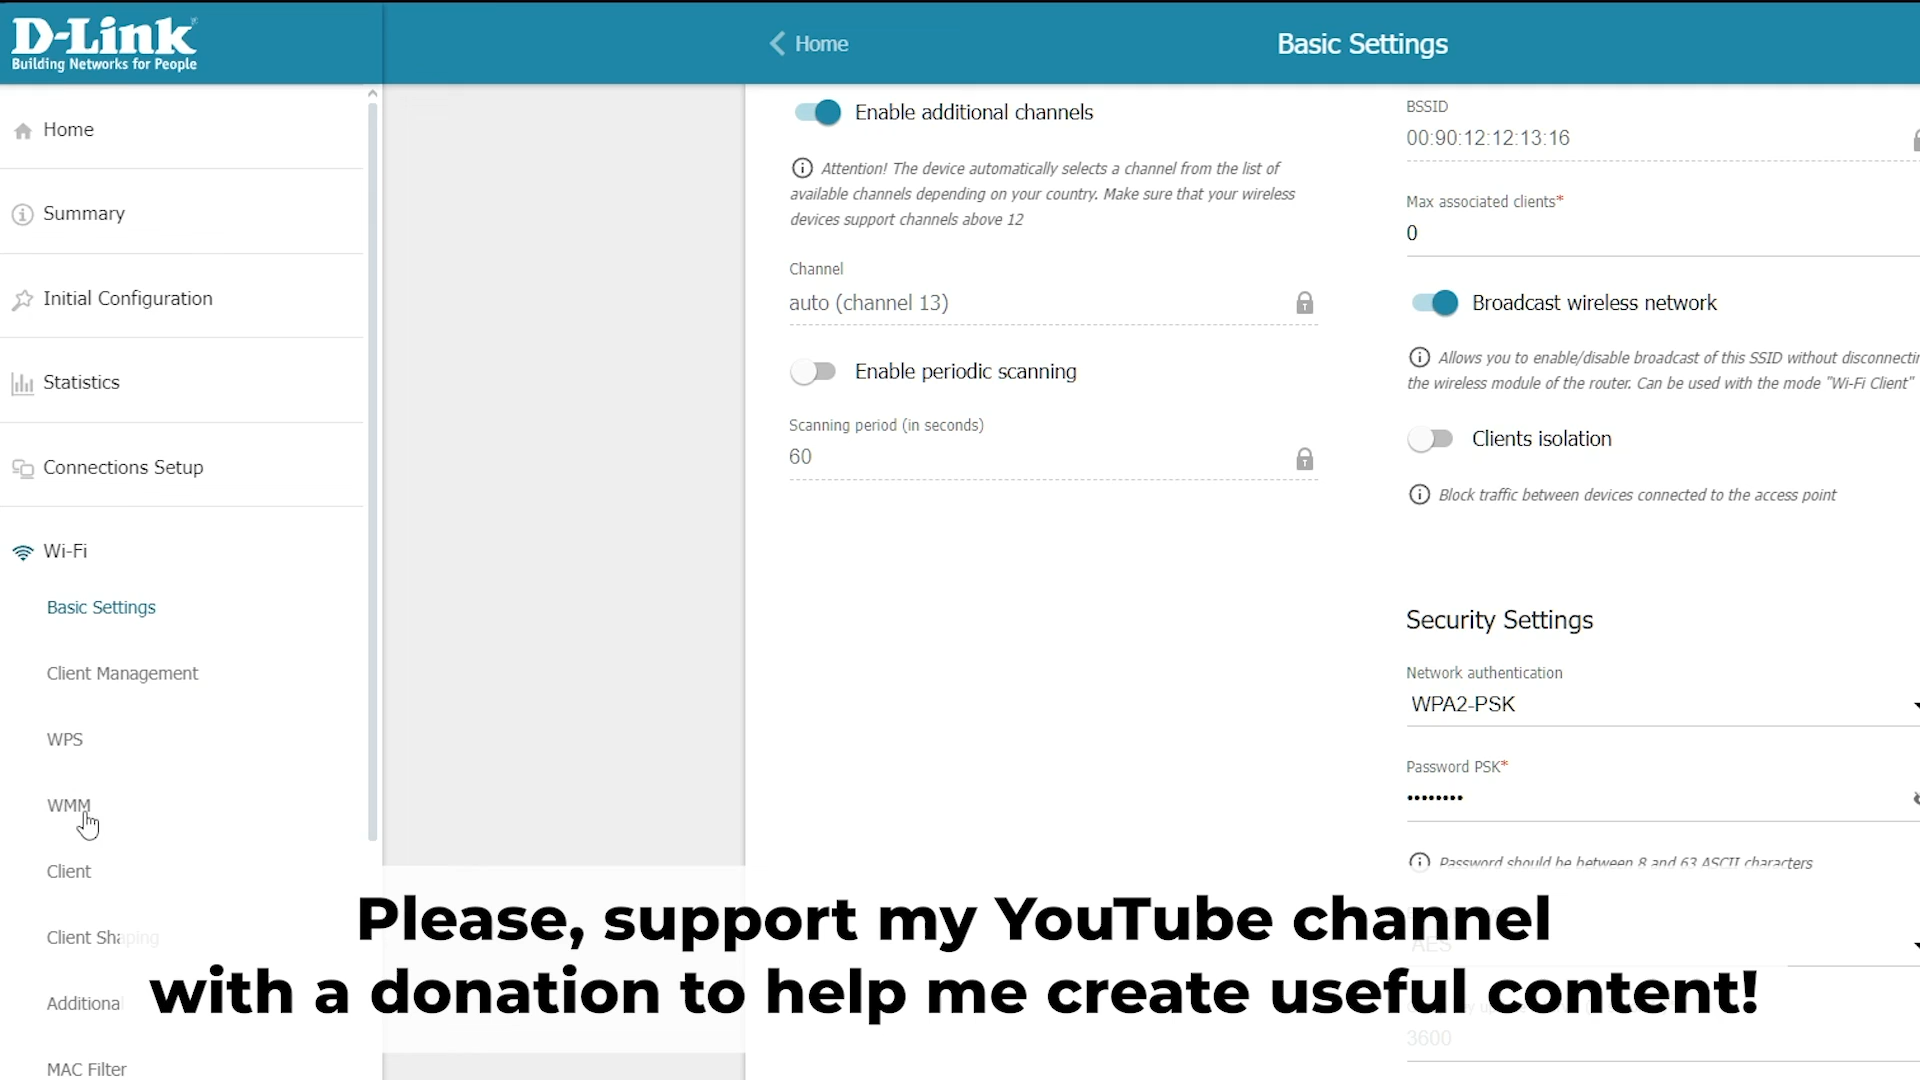 D-Link
Building Networks for People
Home
Basic Settings
Home
Summary
Initial Configuration
Statistics
Connections Setup
Wi-Fi
Basic Settings
Client Management
WPS
WMM
Client
Client Shaping
Additional
MAC Filter
Enable additional channels
Attention! The device automatically selects a channel from the list of
available channels depending on your country. Make sure that your wireless
devices support channels above 12
Channel
auto (channel 13)
Enable periodic scanning
Scanning period (in seconds)
60
BSSID
00:90:12:12:13:16
Max associated clients*
0
Broadcast wireless network
Allows you to enable/disable broadcast of this SSID without
the wireless module of the router. Can be used with the mode "Wi-Fi Client"
Clients isolation
Block traffic between devices connected to the access point
Security Settings
Network authentication
WPA2-PSK
Password PSK*
••••••••
Password should be between 8 and 63 ASCII characters
AES
3600
Please, support my YouTube channel
with a donation to help me create useful content!